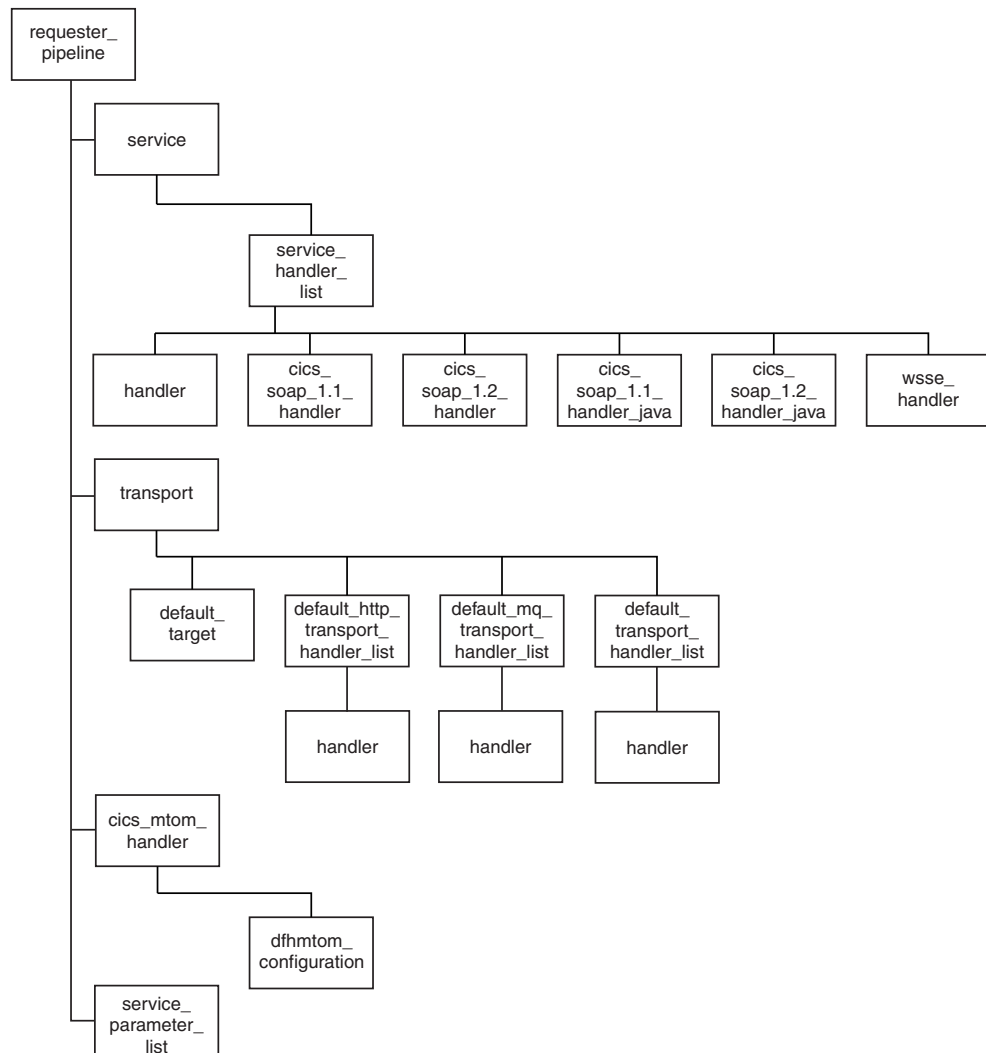 requester_
pipeline
service
service_
handler_
list
handler
cics_
soap_1.1_
handler
cics_
soap_1.2_
handler
cics_
soap_1.1_
handler_java
cics_
soap_1.2_
handler_java
wsse_
handler
transport
default_
target
default_http_
transport_
handler_list
default_mq_
transport_
handler_list
default_
transport_
handler_list
handler
handler
handler
cics_mtom_
handler
dfhmtom_
configuration
service_
parameter_
list